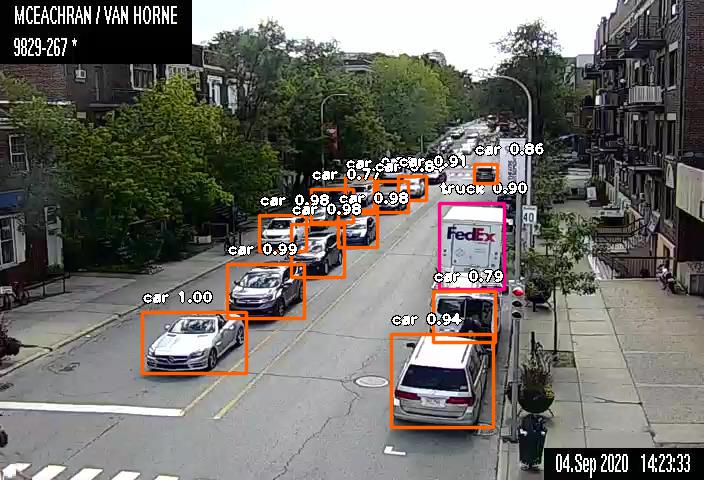 MCEACHRAN / VAN HORNE
9829-267 *
car 0.86
car 0.91
truck 0.90
car 0.98
car 0.98
car 0.98
40
FedEx
car 0.99
car 0.79
car 1.00
car 0.94
04.Sep 2020 14:23:33